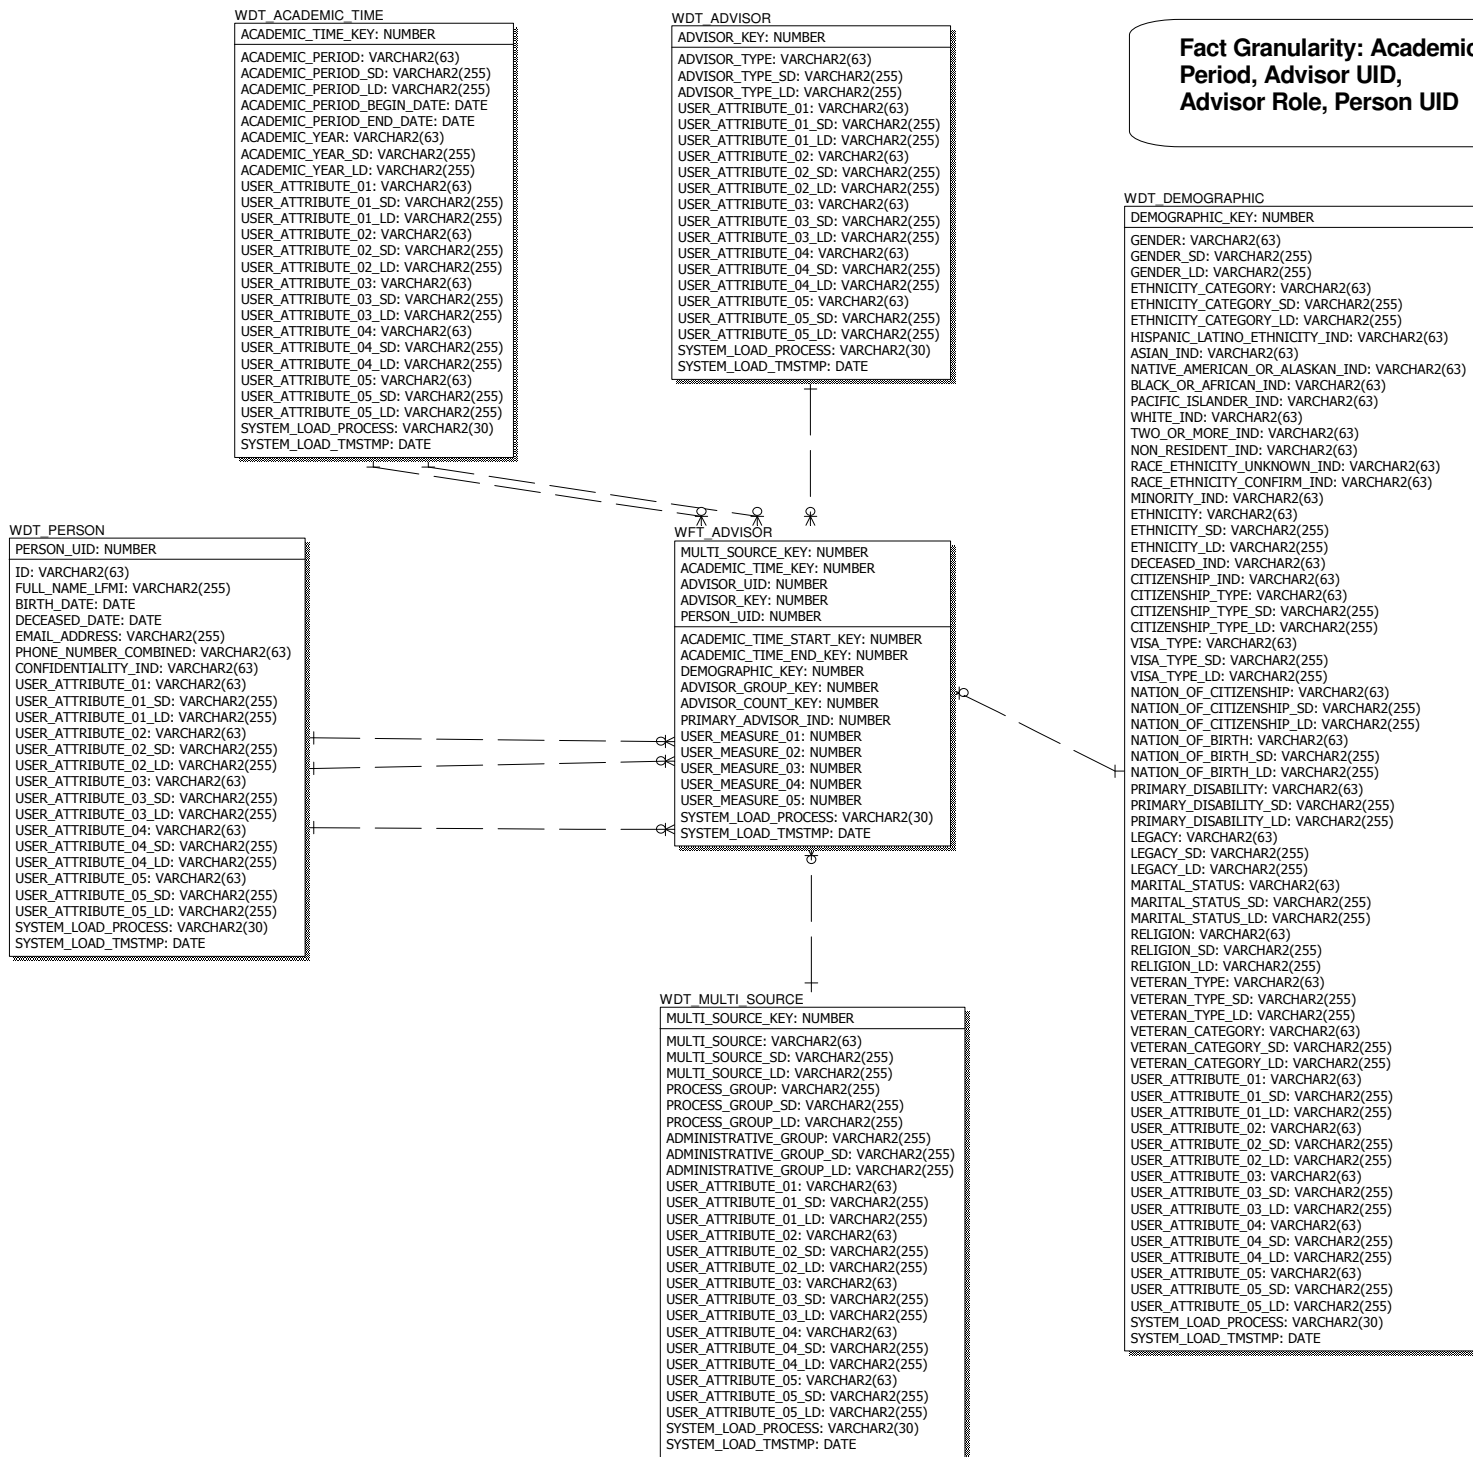 WDT_ACADEMIC_TIME
ACADEMIC_TIME_KEY: NUMBER
ACADEMIC_PERIOD: VARCHAR2(63)
ACADEMIC_PERIOD_SD: VARCHAR2(255)
ACADEMIC_PERIOD_LD: VARCHAR2(255)
ACADEMIC_PERIOD_BEGIN_DATE: DATE
ACADEMIC_PERIOD_END_DATE: DATE
ACADEMIC_YEAR: VARCHAR2(63)
ACADEMIC_YEAR_SD: VARCHAR2(255)
ACADEMIC_YEAR_LD: VARCHAR2(255)
USER_ATTRIBUTE_01: VARCHAR2(63)
USER_ATTRIBUTE_01_SD: VARCHAR2(255)
USER_ATTRIBUTE_01_LD: VARCHAR2(255)
USER_ATTRIBUTE_02: VARCHAR2(63)
USER_ATTRIBUTE_02_SD: VARCHAR2(255)
USER_ATTRIBUTE_02_LD: VARCHAR2(255)
USER_ATTRIBUTE_03: VARCHAR2(63)
USER_ATTRIBUTE_03_SD: VARCHAR2(255)
USER_ATTRIBUTE_03_LD: VARCHAR2(255)
USER_ATTRIBUTE_04: VARCHAR2(63)
USER_ATTRIBUTE_04_SD: VARCHAR2(255)
USER_ATTRIBUTE_04_LD: VARCHAR2(255)
USER_ATTRIBUTE_05: VARCHAR2(63)
USER_ATTRIBUTE_05_SD: VARCHAR2(255)
USER_ATTRIBUTE_05_LD: VARCHAR2(255)
SYSTEM_LOAD_PROCESS: VARCHAR2(30)
SYSTEM_LOAD_TMSTMP: DATE
WDT_ADVISOR
ADVISOR_KEY: NUMBER
ADVISOR_TYPE: VARCHAR2(63)
ADVISOR_TYPE_SD: VARCHAR2(255)
ADVISOR_TYPE_LD: VARCHAR2(255)
USER_ATTRIBUTE_01: VARCHAR2(63)
USER_ATTRIBUTE_01_SD: VARCHAR2(255)
USER_ATTRIBUTE_01_LD: VARCHAR2(255)
USER_ATTRIBUTE_02: VARCHAR2(63)
USER_ATTRIBUTE_02_SD: VARCHAR2(255)
USER_ATTRIBUTE_02_LD: VARCHAR2(255)
USER_ATTRIBUTE_03: VARCHAR2(63)
USER_ATTRIBUTE_03_SD: VARCHAR2(255)
USER_ATTRIBUTE_03_LD: VARCHAR2(255)
USER_ATTRIBUTE_04: VARCHAR2(63)
USER_ATTRIBUTE_04_SD: VARCHAR2(255)
USER_ATTRIBUTE_04_LD: VARCHAR2(255)
USER_ATTRIBUTE_05: VARCHAR2(63)
USER_ATTRIBUTE_05_SD: VARCHAR2(255)
USER_ATTRIBUTE_05_LD: VARCHAR2(255)
SYSTEM_LOAD_PROCESS: VARCHAR2(30)
SYSTEM_LOAD_TMSTMP: DATE
Fact Granularity: Academic
Period, Advisor UID,
Advisor Role, Person UID
WDT_PERSON
PERSON_UID: NUMBER
ID: VARCHAR2(63)
FULL_NAME_LFMI: VARCHAR2(255)
BIRTH_DATE: DATE
DECEASED_DATE: DATE
EMAIL_ADDRESS: VARCHAR2(255)
PHONE_NUMBER_COMBINED: VARCHAR2(63)
CONFIDENTIALITY_IND: VARCHAR2(63)
USER_ATTRIBUTE_01: VARCHAR2(63)
USER_ATTRIBUTE_01_SD: VARCHAR2(255)
USER_ATTRIBUTE_01_LD: VARCHAR2(255)
USER_ATTRIBUTE_02: VARCHAR2(63)
USER_ATTRIBUTE_02_SD: VARCHAR2(255)
USER_ATTRIBUTE_02_LD: VARCHAR2(255)
USER_ATTRIBUTE_03: VARCHAR2(63)
USER_ATTRIBUTE_03_SD: VARCHAR2(255)
USER_ATTRIBUTE_03_LD: VARCHAR2(255)
USER_ATTRIBUTE_04: VARCHAR2(63)
USER_ATTRIBUTE_04_SD: VARCHAR2(255)
USER_ATTRIBUTE_04_LD: VARCHAR2(255)
USER_ATTRIBUTE_05: VARCHAR2(63)
USER_ATTRIBUTE_05_SD: VARCHAR2(255)
USER_ATTRIBUTE_05_LD: VARCHAR2(255)
SYSTEM_LOAD_PROCESS: VARCHAR2(30)
SYSTEM_LOAD_TMSTMP: DATE
WFT_ADVISOR
MULTI_SOURCE_KEY: NUMBER
ACADEMIC_TIME_KEY: NUMBER
ADVISOR_UID: NUMBER
ADVISOR_KEY: NUMBER
PERSON_UID: NUMBER
ACADEMIC_TIME_START_KEY: NUMBER
ACADEMIC_TIME_END_KEY: NUMBER
DEMOGRAPHIC_KEY: NUMBER
ADVISOR_GROUP_KEY: NUMBER
ADVISOR_COUNT_KEY: NUMBER
PRIMARY_ADVISOR_IND: NUMBER
USER_MEASURE_01: NUMBER
USER_MEASURE_02: NUMBER
USER_MEASURE_03: NUMBER
USER_MEASURE_04: NUMBER
USER_MEASURE_05: NUMBER
SYSTEM_LOAD_PROCESS: VARCHAR2(30)
SYSTEM_LOAD_TMSTMP: DATE
WDT_MULTI_SOURCE
MULTI_SOURCE_KEY: NUMBER
MULTI_SOURCE: VARCHAR2(63)
MULTI_SOURCE_SD: VARCHAR2(255)
MULTI_SOURCE_LD: VARCHAR2(255)
PROCESS_GROUP: VARCHAR2(255)
PROCESS_GROUP_SD: VARCHAR2(255)
PROCESS_GROUP_LD: VARCHAR2(255)
ADMINISTRATIVE_GROUP: VARCHAR2(255)
ADMINISTRATIVE_GROUP_SD: VARCHAR2(255)
ADMINISTRATIVE_GROUP_LD: VARCHAR2(255)
USER_ATTRIBUTE_01: VARCHAR2(63)
USER_ATTRIBUTE_01_SD: VARCHAR2(255)
USER_ATTRIBUTE_01_LD: VARCHAR2(255)
USER_ATTRIBUTE_02: VARCHAR2(63)
USER_ATTRIBUTE_02_SD: VARCHAR2(255)
USER_ATTRIBUTE_02_LD: VARCHAR2(255)
USER_ATTRIBUTE_03: VARCHAR2(63)
USER_ATTRIBUTE_03_SD: VARCHAR2(255)
USER_ATTRIBUTE_03_LD: VARCHAR2(255)
USER_ATTRIBUTE_04: VARCHAR2(63)
USER_ATTRIBUTE_04_SD: VARCHAR2(255)
USER_ATTRIBUTE_04_LD: VARCHAR2(255)
USER_ATTRIBUTE_05: VARCHAR2(63)
USER_ATTRIBUTE_05_SD: VARCHAR2(255)
USER_ATTRIBUTE_05_LD: VARCHAR2(255)
SYSTEM_LOAD_PROCESS: VARCHAR2(30)
SYSTEM_LOAD_TMSTMP: DATE
WDT_DEMOGRAPHIC
DEMOGRAPHIC_KEY: NUMBER
GENDER: VARCHAR2(63)
GENDER_SD: VARCHAR2(255)
GENDER_LD: VARCHAR2(255)
ETHNICITY_CATEGORY: VARCHAR2(63)
ETHNICITY_CATEGORY_SD: VARCHAR2(255)
ETHNICITY_CATEGORY_LD: VARCHAR2(255)
HISPANIC_LATINO_ETHNICITY_IND: VARCHAR2(63)
ASIAN_IND: VARCHAR2(63)
NATIVE_AMERICAN_OR_ALASKAN_IND: VARCHAR2(63)
BLACK_OR_AFRICAN_IND: VARCHAR2(63)
PACIFIC_ISLANDER_IND: VARCHAR2(63)
WHITE_IND: VARCHAR2(63)
TWO_OR_MORE_IND: VARCHAR2(63)
NON_RESIDENT_IND: VARCHAR2(63)
RACE_ETHNICITY_UNKNOWN_IND: VARCHAR2(63)
RACE_ETHNICITY_CONFIRM_IND: VARCHAR2(63)
MINORITY_IND: VARCHAR2(63)
ETHNICITY: VARCHAR2(63)
ETHNICITY_SD: VARCHAR2(255)
ETHNICITY_LD: VARCHAR2(255)
DECEASED_IND: VARCHAR2(63)
CITIZENSHIP_IND: VARCHAR2(63)
CITIZENSHIP_TYPE: VARCHAR2(63)
CITIZENSHIP_TYPE_SD: VARCHAR2(255)
CITIZENSHIP_TYPE_LD: VARCHAR2(255)
VISA_TYPE: VARCHAR2(63)
VISA_TYPE_SD: VARCHAR2(255)
VISA_TYPE_LD: VARCHAR2(255)
NATION_OF_CITIZENSHIP: VARCHAR2(63)
NATION_OF_CITIZENSHIP_SD: VARCHAR2(255)
NATION_OF_CITIZENSHIP_LD: VARCHAR2(255)
NATION_OF_BIRTH: VARCHAR2(63)
NATION_OF_BIRTH_SD: VARCHAR2(255)
NATION_OF_BIRTH_LD: VARCHAR2(255)
PRIMARY_DISABILITY: VARCHAR2(63)
PRIMARY_DISABILITY_SD: VARCHAR2(255)
PRIMARY_DISABILITY_LD: VARCHAR2(255)
LEGACY: VARCHAR2(63)
LEGACY_SD: VARCHAR2(255)
LEGACY_LD: VARCHAR2(255)
MARITAL_STATUS: VARCHAR2(63)
MARITAL_STATUS_SD: VARCHAR2(255)
MARITAL_STATUS_LD: VARCHAR2(255)
RELIGION: VARCHAR2(63)
RELIGION_SD: VARCHAR2(255)
RELIGION_LD: VARCHAR2(255)
VETERAN_TYPE: VARCHAR2(63)
VETERAN_TYPE_SD: VARCHAR2(255)
VETERAN_TYPE_LD: VARCHAR2(255)
VETERAN_CATEGORY: VARCHAR2(63)
VETERAN_CATEGORY_SD: VARCHAR2(255)
VETERAN_CATEGORY_LD: VARCHAR2(255)
USER_ATTRIBUTE_01: VARCHAR2(63)
USER_ATTRIBUTE_01_SD: VARCHAR2(255)
USER_ATTRIBUTE_01_LD: VARCHAR2(255)
USER_ATTRIBUTE_02: VARCHAR2(63)
USER_ATTRIBUTE_02_SD: VARCHAR2(255)
USER_ATTRIBUTE_02_LD: VARCHAR2(255)
USER_ATTRIBUTE_03: VARCHAR2(63)
USER_ATTRIBUTE_03_SD: VARCHAR2(255)
USER_ATTRIBUTE_03_LD: VARCHAR2(255)
USER_ATTRIBUTE_04: VARCHAR2(63)
USER_ATTRIBUTE_04_SD: VARCHAR2(255)
USER_ATTRIBUTE_04_LD: VARCHAR2(255)
USER_ATTRIBUTE_05: VARCHAR2(63)
USER_ATTRIBUTE_05_SD: VARCHAR2(255)
USER_ATTRIBUTE_05_LD: VARCHAR2(255)
SYSTEM_LOAD_PROCESS: VARCHAR2(30)
SYSTEM_LOAD_TMSTMP: DATE